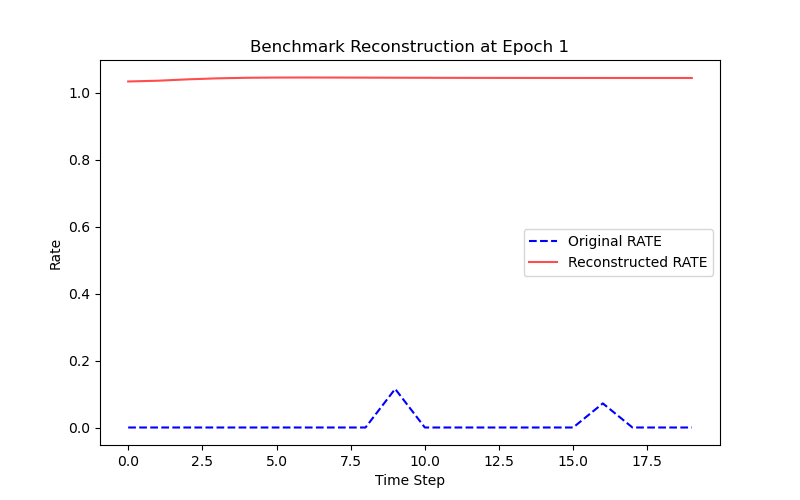 Benchmark Reconstruction at Epoch 1
1.0
0.8
0.6
0.4
0.2
0.0
Rate
Original RATE
Reconstructed RATE
0.0 2.5 5.0 7.5 10.0 12.5 15.0 17.5
Time Step